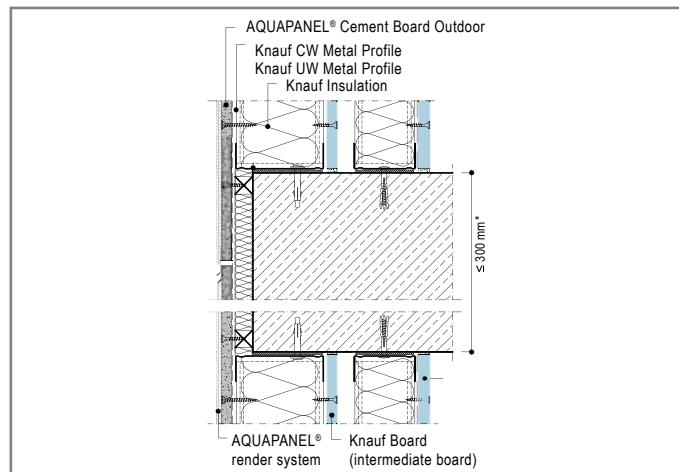 AQUAPANEL® Cement Board Outdoor
Knauf CW Metal Profile
Knauf UW Metal Profile
Knauf Insulation
≤ 300 mm*
AQUAPANEL®
render system
Knauf Board
(intermediate board)